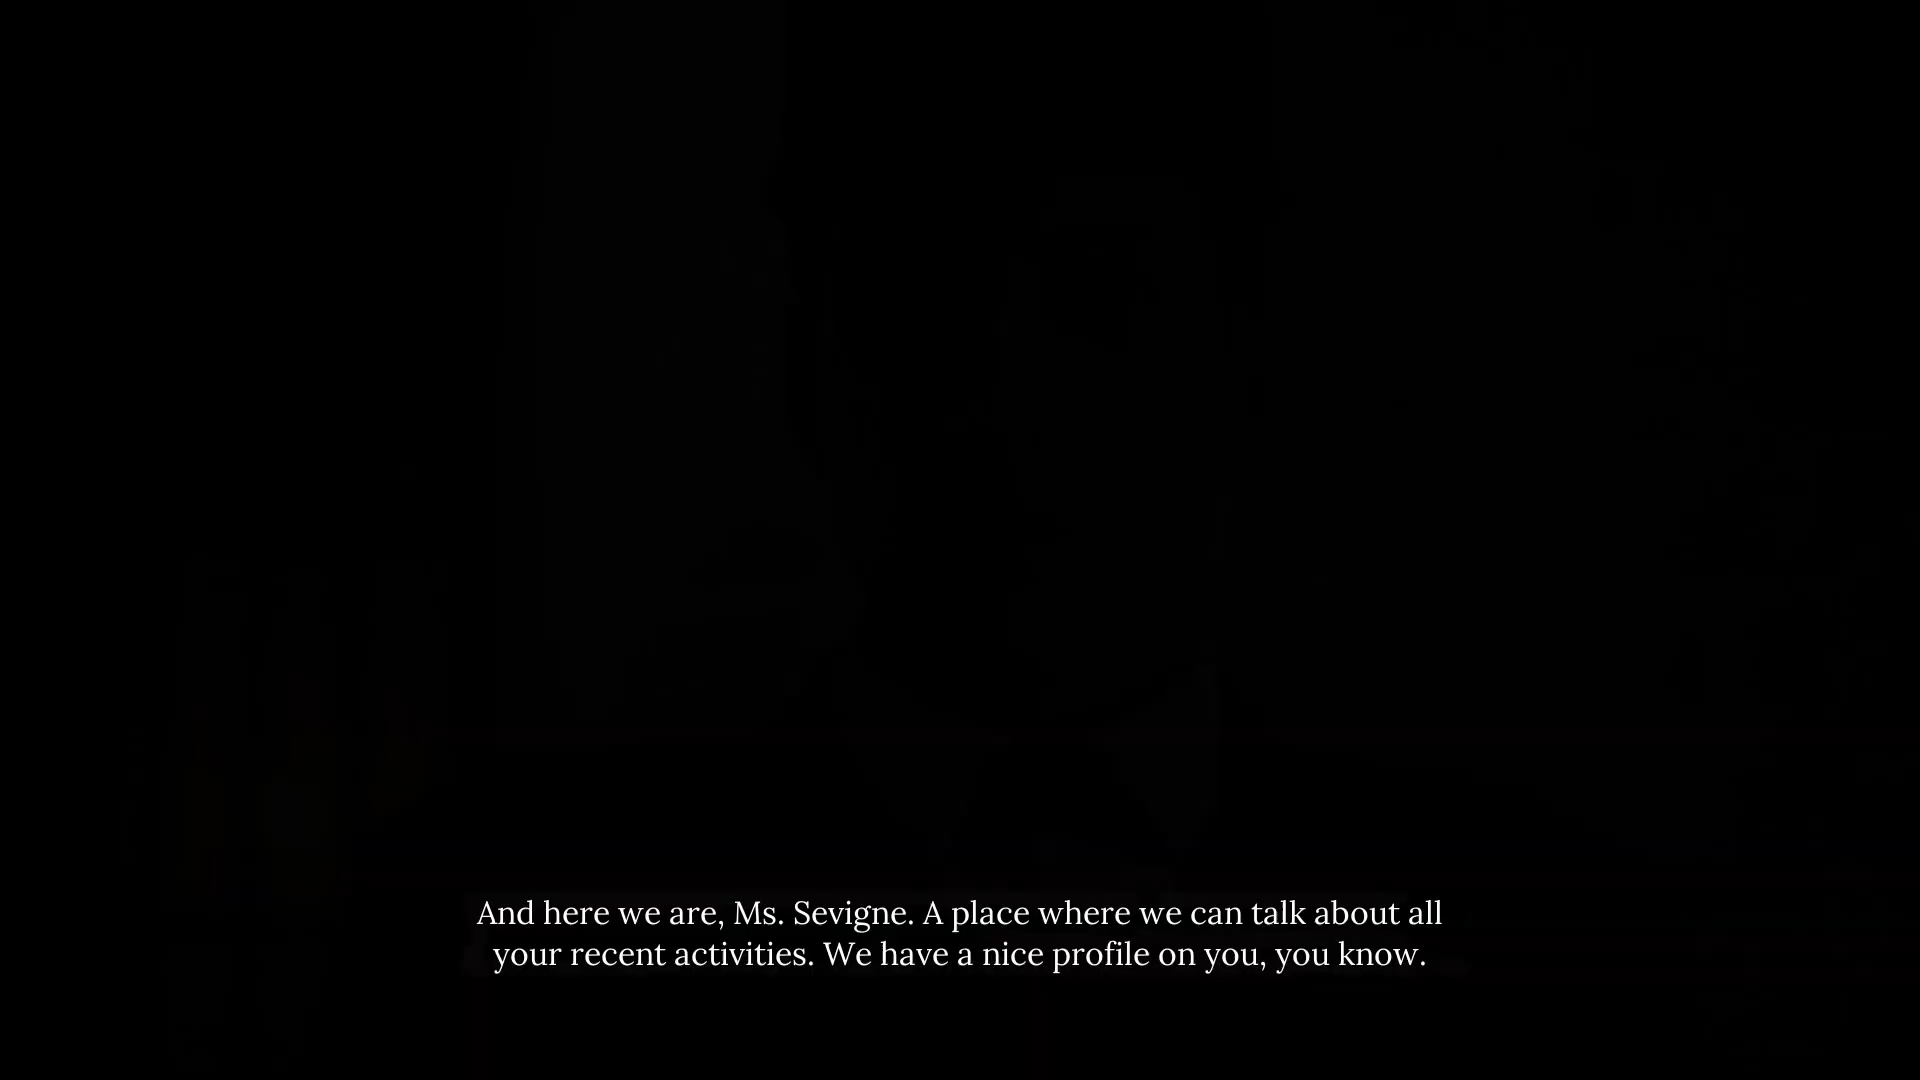 And here we are, Ms. Sevigne. A place where we can talk about all
your recent activities. We have a nice profile on you, you know.